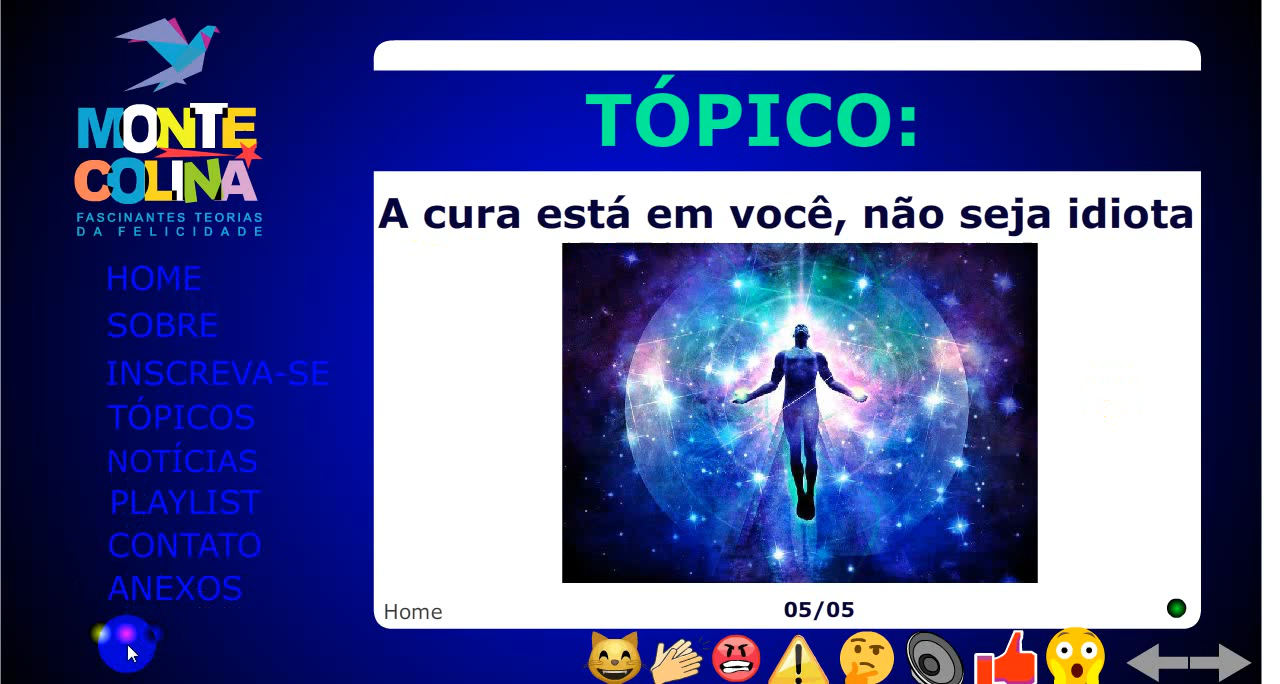 MONTE
COLINA
FASCINANTES TEORIAS
DA FELICIDADE
HOME
SOBRE
INSCREVA-SE
TÓPICOS
NOTÍCIAS
PLAYLIST
CONTATO
ANEXOS
TÓPICO:
A cura está em você, não seja idiota
Home
05/05